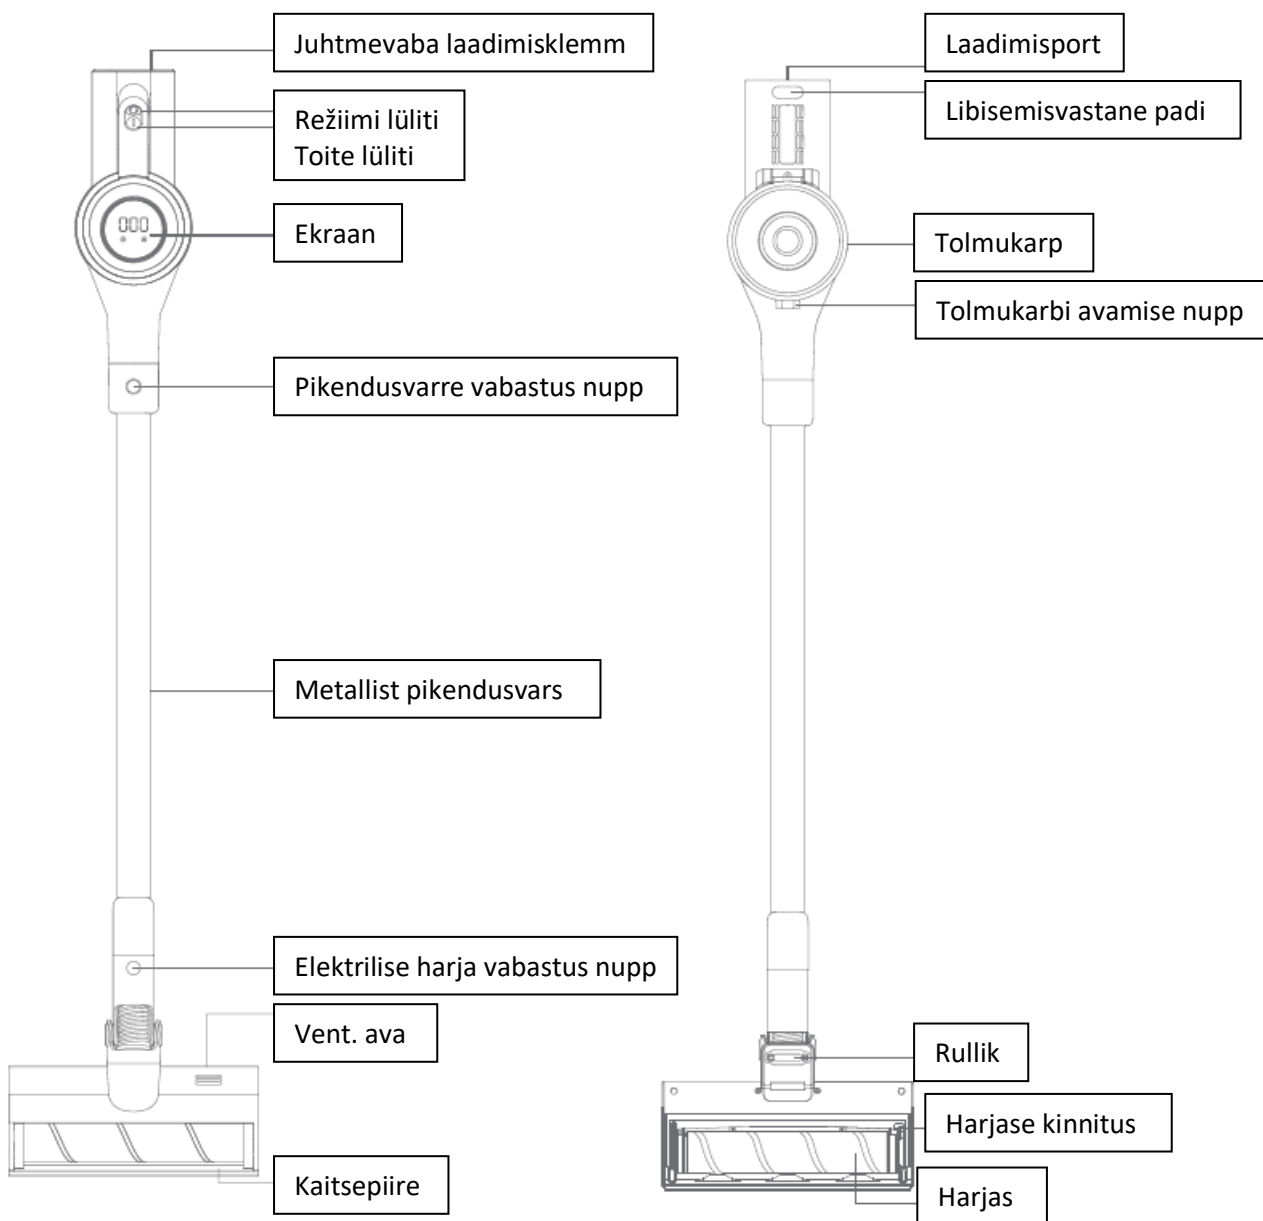 Juhtmevaba laadimisklemm
Režiimi lüliti
Toite lüliti
Ekraan
Pikendusvarre vabastus nupp
Metallist pikendusvars
Elektrilise harja vabastus nupp
Vent. ava
Kaitsepiire
Laadimisport
Libisemisvastane padi
Tolmukarp
Tolmukarbi avamise nupp
Rullik
Harjase kinnitus
Harjas